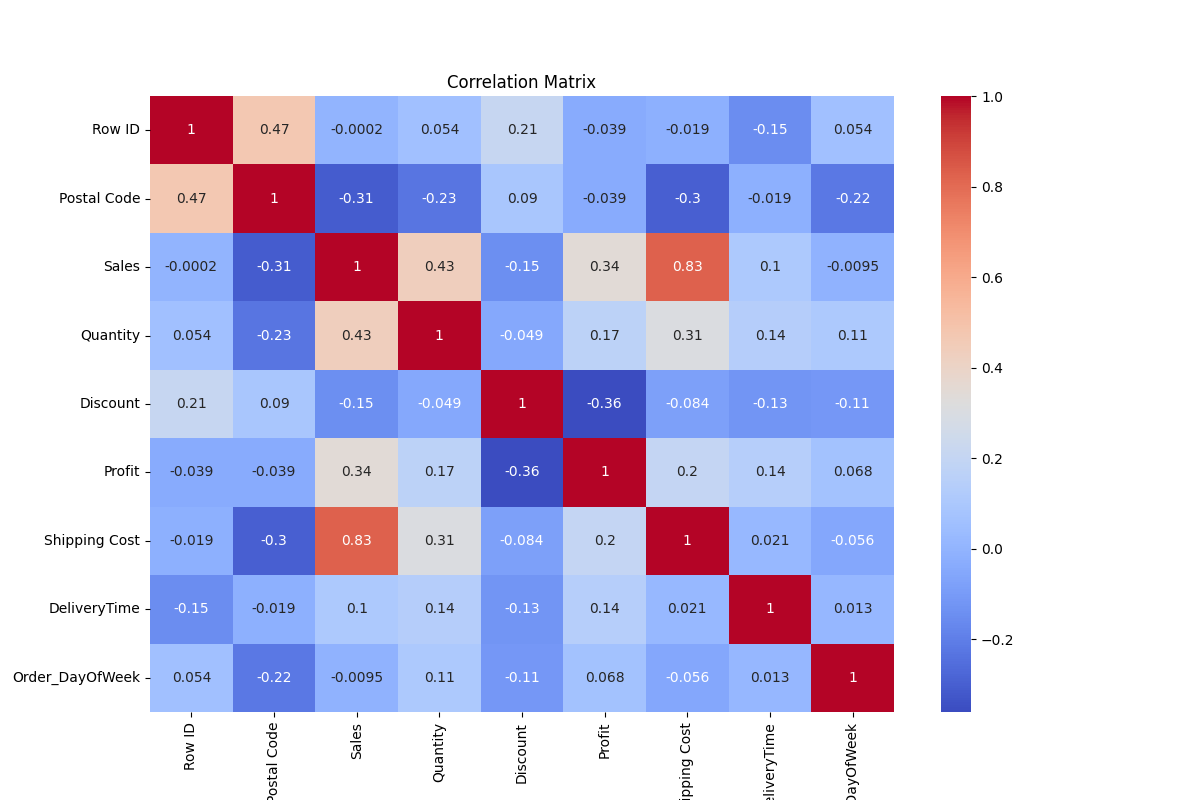 Correlation Matrix
Row ID 1 0.47 -0.0002 0.054 0.21 -0.039 -0.019 -0.15 0.054
Postal Code 0.47 1 -0.31 -0.23 0.09 -0.039 -0.3 -0.019 -0.22
Sales -0.0002 -0.31 1 0.43 -0.15 0.34 0.83 0.1 -0.0095
Quantity 0.054 -0.23 0.43 1 -0.049 0.17 0.31 0.14 0.11
Discount 0.21 0.09 -0.15 -0.049 1 -0.36 -0.084 -0.13 -0.11
Profit -0.039 -0.039 0.34 0.17 -0.36 1 0.2 0.14 0.068
Shipping Cost -0.019 -0.3 0.83 0.31 -0.084 0.2 1 0.021 -0.056
DeliveryTime -0.15 -0.019 0.1 0.14 -0.13 0.14 0.021 1 0.013
Order_DayOfWeek 0.054 -0.22 -0.0095 0.11 -0.11 0.068 -0.056 0.013 1
Row ID
Postal Code
Sales
Quantity
Discount
Profit
ipping Cost
eliveryTime
DayOfWeek
1.0
0.8
0.6
0.4
0.2
0.0
−0.2